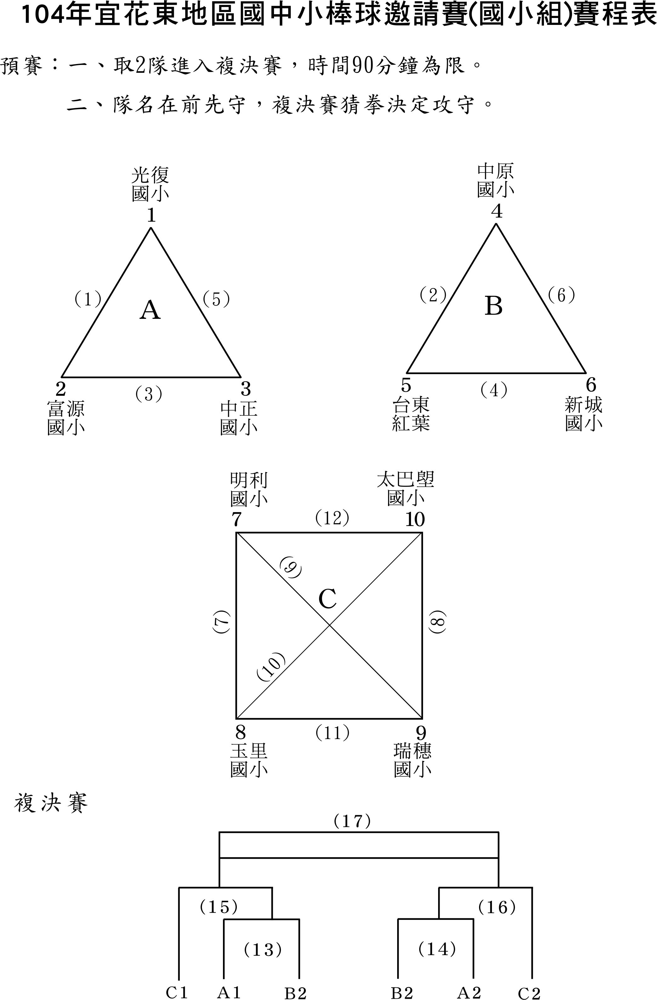 104年宜花東地區國中小棒球邀請賽(國小組)賽程表
預賽：一、取2隊進入複決賽，時間90分鐘為限。
二、隊名在前先守，複決賽猜拳決定攻守。
光復
國小
1
中原
國小
4
(1)
A
(5)
(2)
B
(6)
2
(3)
3
富源
國小
中正
國小
5
(4)
6
台東
紅葉
新城
國小
明利
國小
7
(12)
太巴塱
國小
10
(9)
C
(7)
(8)
(10)
8
(11)
9
玉里
國小
瑞穗
國小
複決賽
(17)
(15)
(16)
(13)
(14)
C1
A1
B2
B2
A2
C2